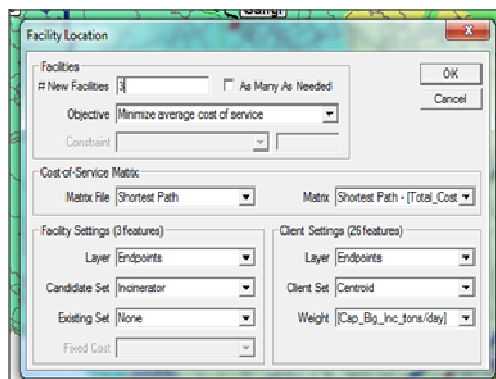 Facility Location
Facilities
# New Facilities 3
As Many As Needed
OK
Cancel
Objective Minimize average cost of service
Constraint
Cost-of-Service Matrix
Matrix File Shortest Path
Matrix Shortest Path - [Total_Cost
Facility Settings (3 features)
Layer Endpoints
Candidate Set Incinerator
Existing Set None
Fixed Cost
Client Settings (26 features)
Layer Endpoints
Client Set Centroid
Weight [Cap_Big_Inc_tons/day]